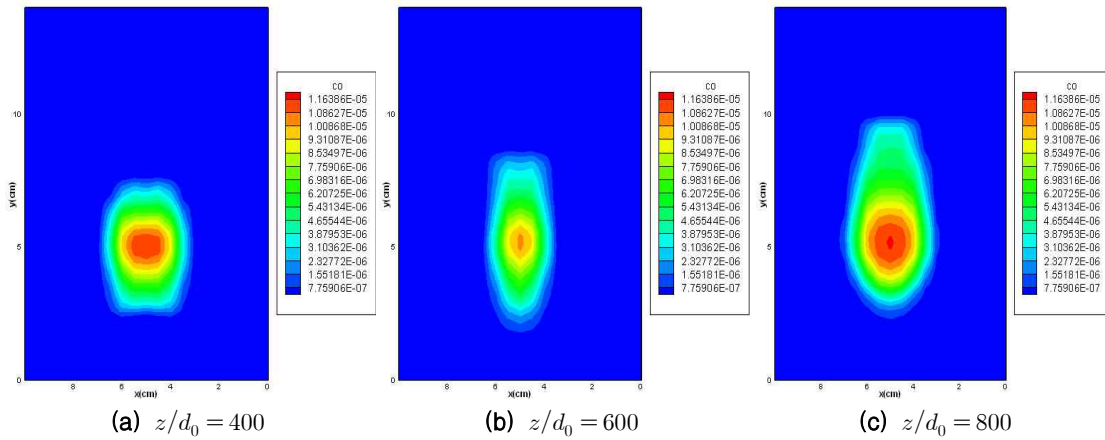 CO
1.16386E-05
1.08627E-05
1.00868E-05
9.31087E-06
8.53497E-06
7.75906E-06
6.98316E-06
6.20725E-06
5.43134E-06
4.65544E-06
3.87953E-06
3.10362E-06
2.32772E-06
1.55181E-06
7.75906E-07
10
5
0
y(cm)
8 6 4 2 0
x(cm)
(a) z/d₀ = 400
CO
1.16386E-05
1.08627E-05
1.00868E-05
9.31087E-06
8.53497E-06
7.75906E-06
6.98316E-06
6.20725E-06
5.43134E-06
4.65544E-06
3.87953E-06
3.10362E-06
2.32772E-06
1.55181E-06
7.75906E-07
10
5
0
y(cm)
8 6 4 2 0
x(cm)
(b) z/d₀ = 600
CO
1.16386E-05
1.08627E-05
1.00868E-05
9.31087E-06
8.53497E-06
7.75906E-06
6.98316E-06
6.20725E-06
5.43134E-06
4.65544E-06
3.87953E-06
3.10362E-06
2.32772E-06
1.55181E-06
7.75906E-07
10
5
0
y(cm)
8 6 4 2 0
x(cm)
(c) z/d₀ = 800